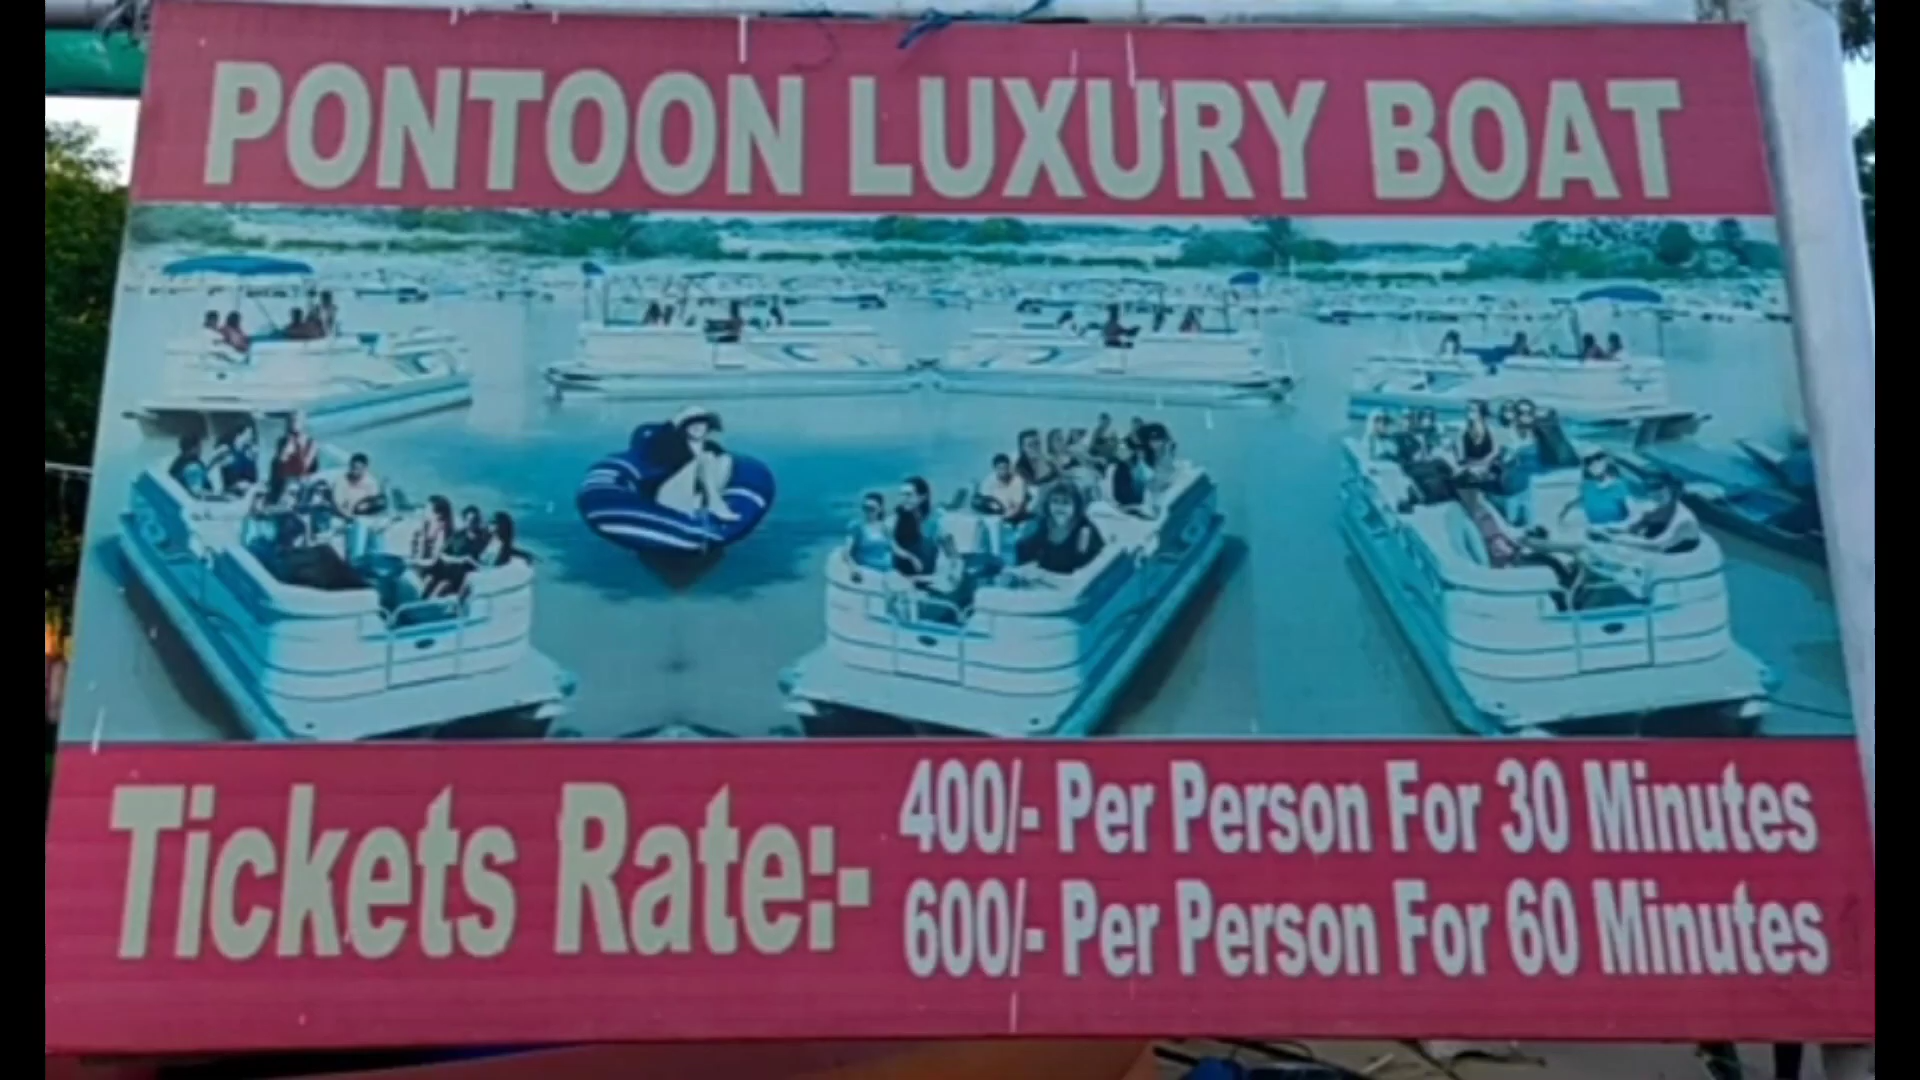 PONTOON LUXURY BOAT
Tickets Rate:-
400/- Per Person For 30 Minutes
600/- Per Person For 60 Minutes